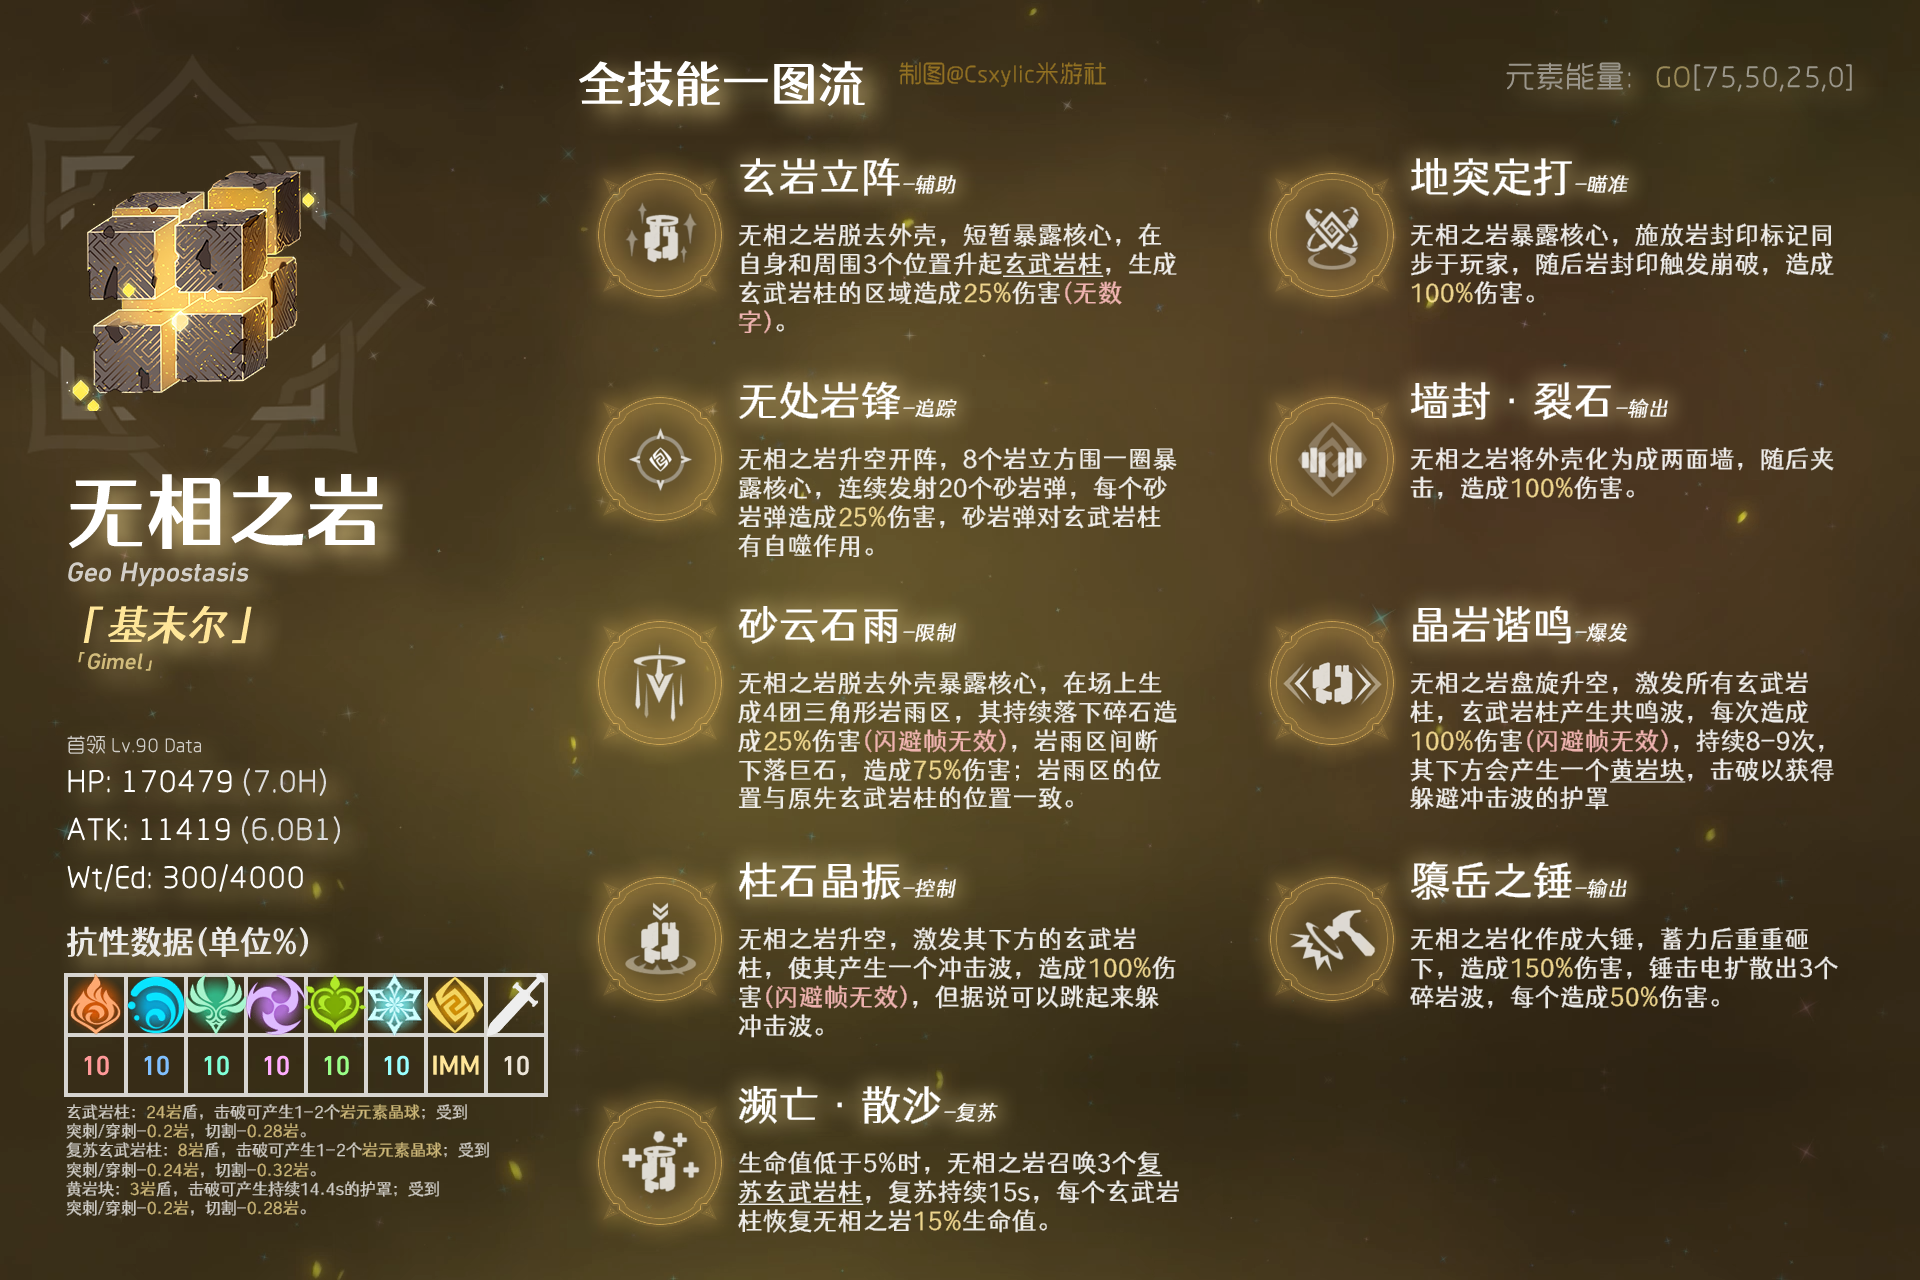 全技能一图流
制图@Csxylic米游社
元素能量: GO[75,50,25,0]
无相之岩
Geo Hypostasis
「基末尔」
「Gimel」
首领 Lv.90 Data
HP: 170479 (7.0H)
ATK: 11419 (6.0B1)
Wt/Ed: 300/4000
抗性数据(单位%)
10 10 10 10 10 10 IMM 10
玄武岩柱：24岩盾，击破可产生1-2个岩元素晶球；受到
突刺/穿刺-0.2岩，切割-0.28岩。
复苏玄武岩柱：8岩盾，击破可产生1-2个岩元素晶球；受到
突刺/穿刺-0.24岩，切割-0.32岩。
黄岩块：3岩盾，击破可产生持续14.4s的护罩；受到
突刺/穿刺-0.2岩，切割-0.28岩。
玄岩立阵-辅助
无相之岩脱去外壳，短暂暴露核心，在
自身和周围3个位置升起玄武岩柱，生成
玄武岩柱的区域造成25%伤害(无数
字)。
无处岩锋-追踪
无相之岩升空开阵，8个岩立方围一圈暴
露核心，连续发射20个砂岩弹，每个砂
岩弹造成25%伤害，砂岩弹对玄武岩柱
有自噬作用。
砂云石雨-限制
无相之岩脱去外壳暴露核心，在场上生
成4团三角形岩雨区，其持续落下碎石造
成25%伤害(闪避帧无效)，岩雨区间断
下落巨石，造成75%伤害；岩雨区的位
置与原先玄武岩柱的位置一致。
柱石晶振-控制
无相之岩升空，激发其下方的玄武岩
柱，使其产生一个冲击波，造成100%伤
害(闪避帧无效)，但据说可以跳起来躲
冲击波。
濒亡·散沙-复苏
生命值低于5%时，无相之岩召唤3个复
苏玄武岩柱，复苏持续15s，每个玄武岩
柱恢复无相之岩15%生命值。
地突定打-瞄准
无相之岩暴露核心，施放岩封印标记同
步于玩家，随后岩封印触发崩破，造成
100%伤害。
墙封·裂石-输出
无相之岩将外壳化为成两面墙，随后夹
击，造成100%伤害。
晶岩谐鸣-爆发
无相之岩盘旋升空，激发所有玄武岩
柱，玄武岩柱产生共鸣波，每次造成
100%伤害(闪避帧无效)，持续8-9次，
其下方会产生一个黄岩块，击破以获得
躲避冲击波的护罩
隳岳之锤-输出
无相之岩化作成大锤，蓄力后重重砸
下，造成150%伤害，锤击电扩散出3个
碎岩波，每个造成50%伤害。